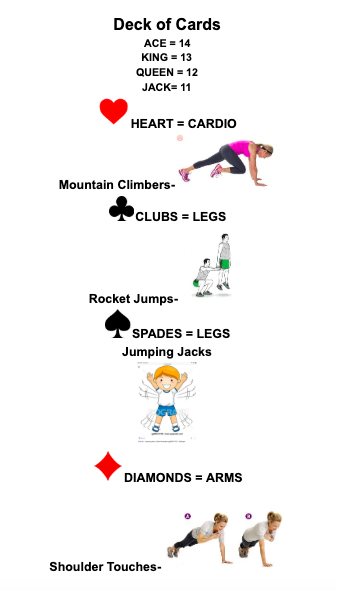 Deck of Cards
ACE = 14
KING = 13
QUEEN = 12
JACK= 11
HEART = CARDIO
Mountain Climbers-
CLUBS = LEGS
Rocket Jumps-
SPADES = LEGS
Jumping Jacks
DIAMONDS = ARMS
A B
Shoulder Touches-